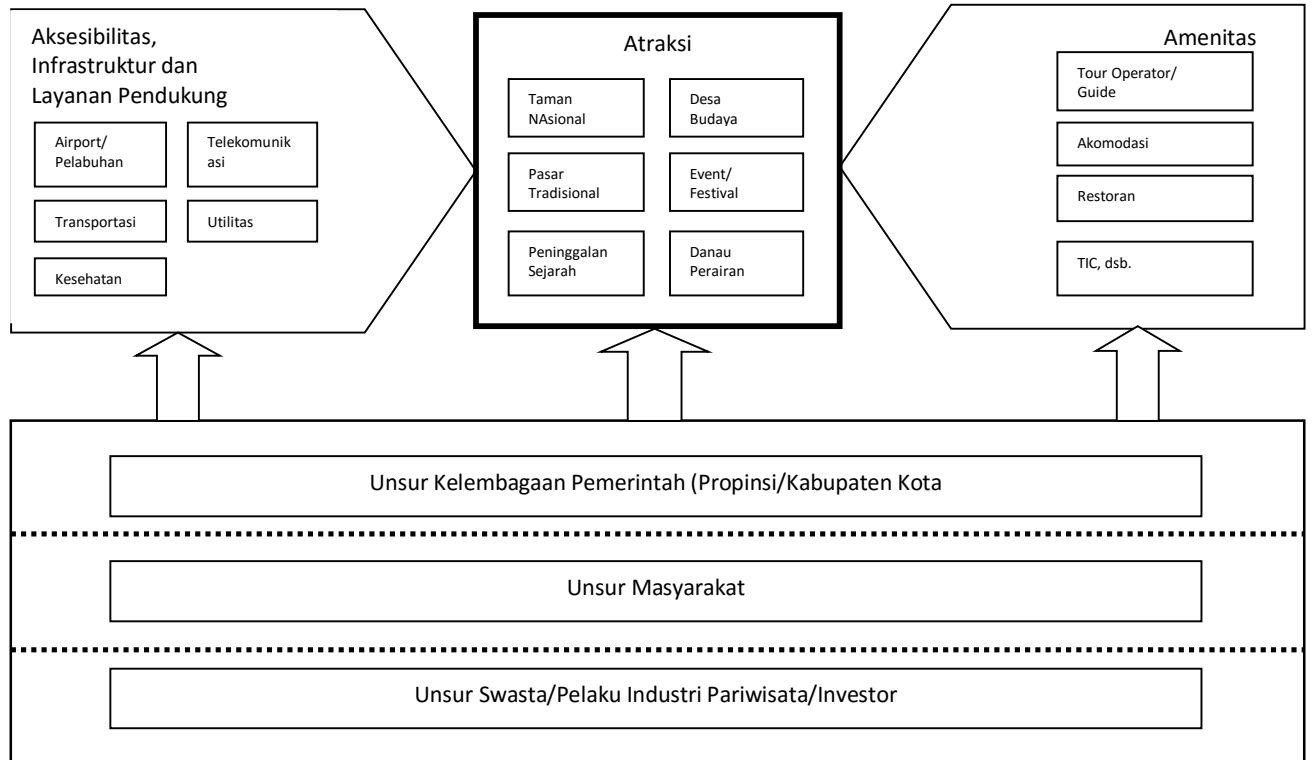 Aksesibilitas,
Infrastruktur dan
Layanan Pendukung
Airport/
Pelabuhan
Telekomunik
asi
Transportasi
Utilitas
Kesehatan
Atraksi
Taman
NAsional
Desa
Budaya
Pasar
Tradisional
Event/
Festival
Peninggalan
Sejarah
Danau
Perairan
Amenitas
Tour Operator/
Guide
Akomodasi
Restoran
TIC, dsb.
Unsur Kelembagaan Pemerintah (Propinsi/Kabupaten Kota
Unsur Masyarakat
Unsur Swasta/Pelaku Industri Pariwisata/Investor